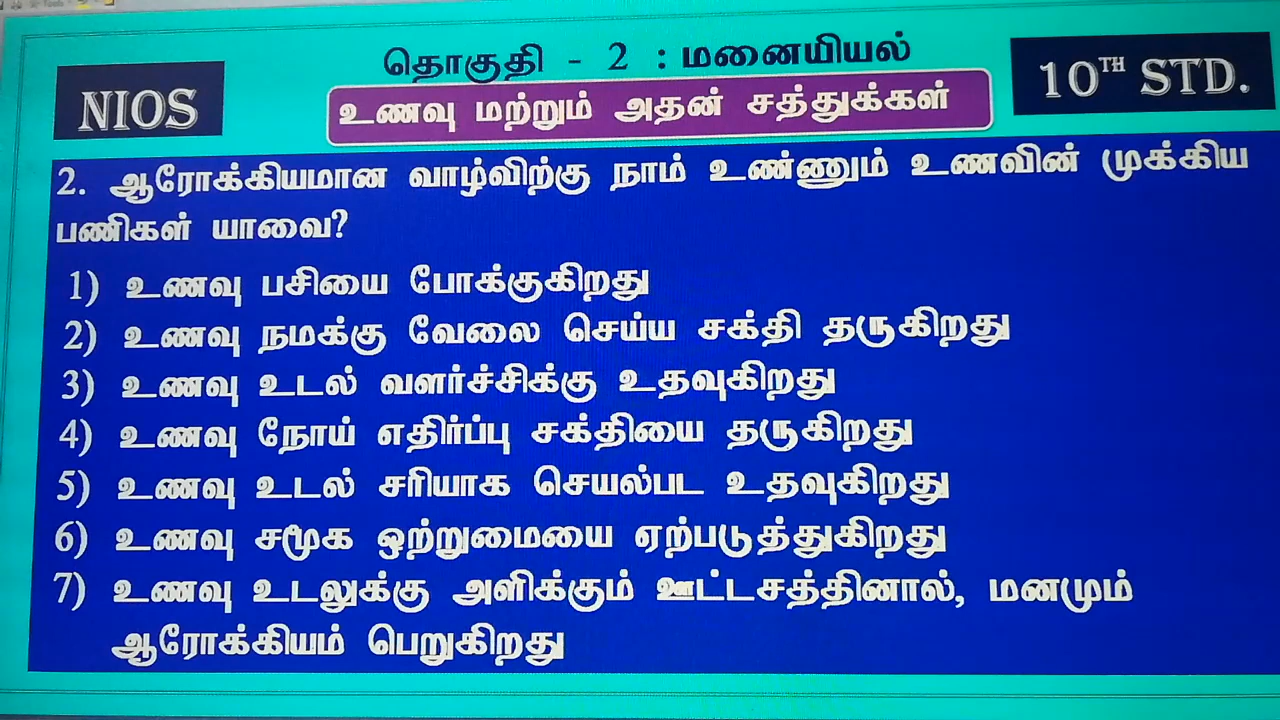 தொகுதி - 2 : மனையியல்
NIOS
10TH STD.
உணவு மற்றும் அதன் சத்துக்கள்
2. ஆரோக்கியமான வாழ்விற்கு நாம் உண்ணும் உணவின் முக்கிய
பணிகள் யாவை?
1) உணவு பசியை போக்குகிறது
2) உணவு நமக்கு வேலை செய்ய சக்தி தருகிறது
3) உணவு உடல் வளர்ச்சிக்கு உதவுகிறது
4) உணவு நோய் எதிர்ப்பு சக்தியை தருகிறது
5) உணவு உடல் சரியாக செயல்பட உதவுகிறது
6) உணவு சமூக ஒற்றுமையை ஏற்படுத்துகிறது
7) உணவு உடலுக்கு அளிக்கும் ஊட்டசத்தினால், மனமும்
ஆரோக்கியம் பெறுகிறது